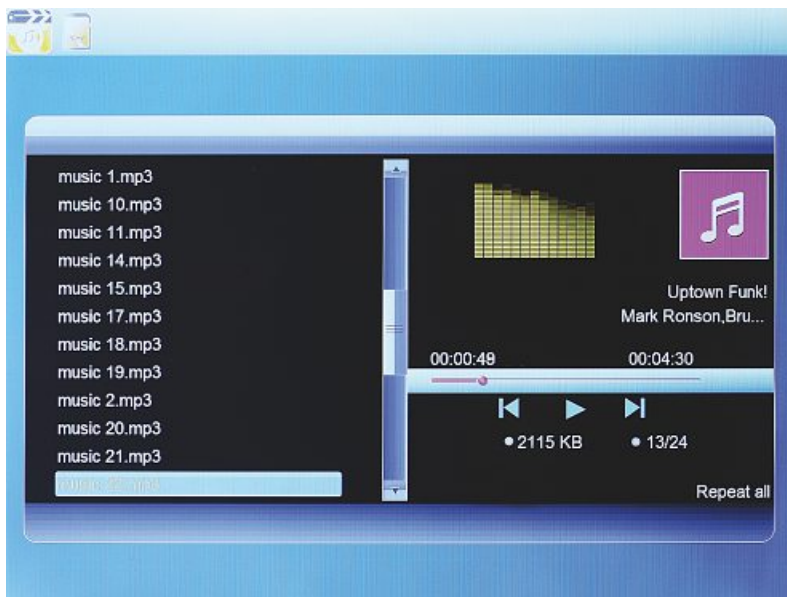 music 1.mp3
music 10.mp3
music 11.mp3
music 14.mp3
music 15.mp3
music 17.mp3
music 18.mp3
music 19.mp3
music 2.mp3
music 20.mp3
music 21.mp3
Uptown Funk!
Mark Ronson,Bru...
00:00:49 00:04:30
2115 KB 13/24
Repeat all